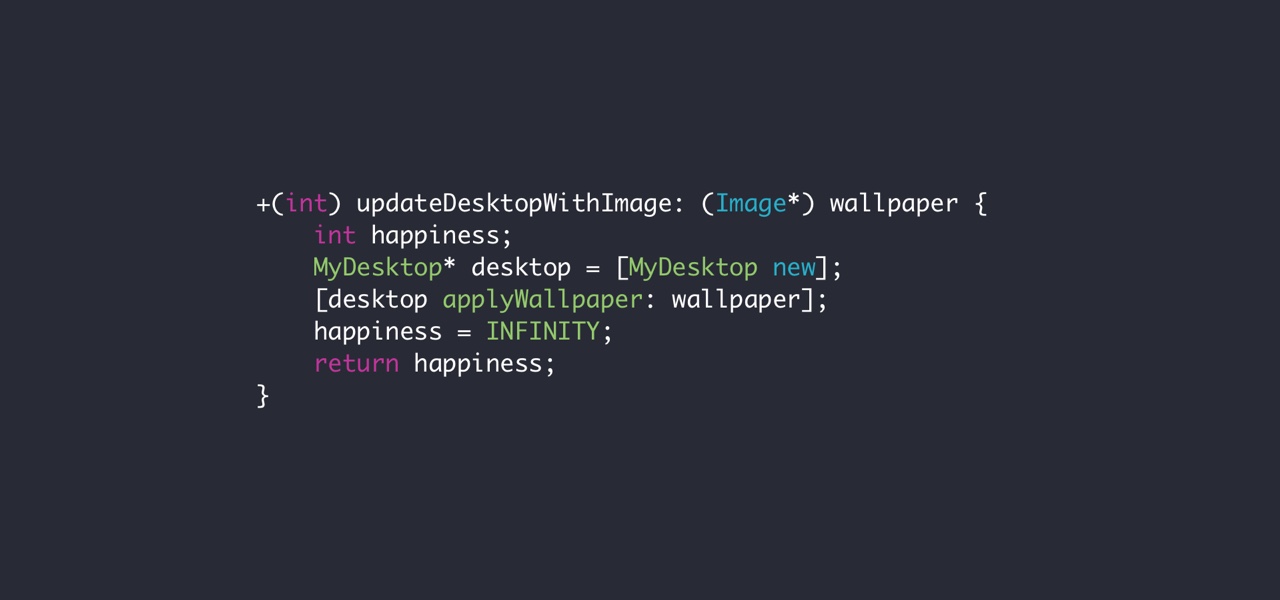 +(int) updateDesktopWithImage: (Image*) wallpaper {
    int happiness;
    MyDesktop* desktop = [MyDesktop new];
    [desktop applyWallpaper: wallpaper];
    happiness = INFINITY;
    return happiness;
}